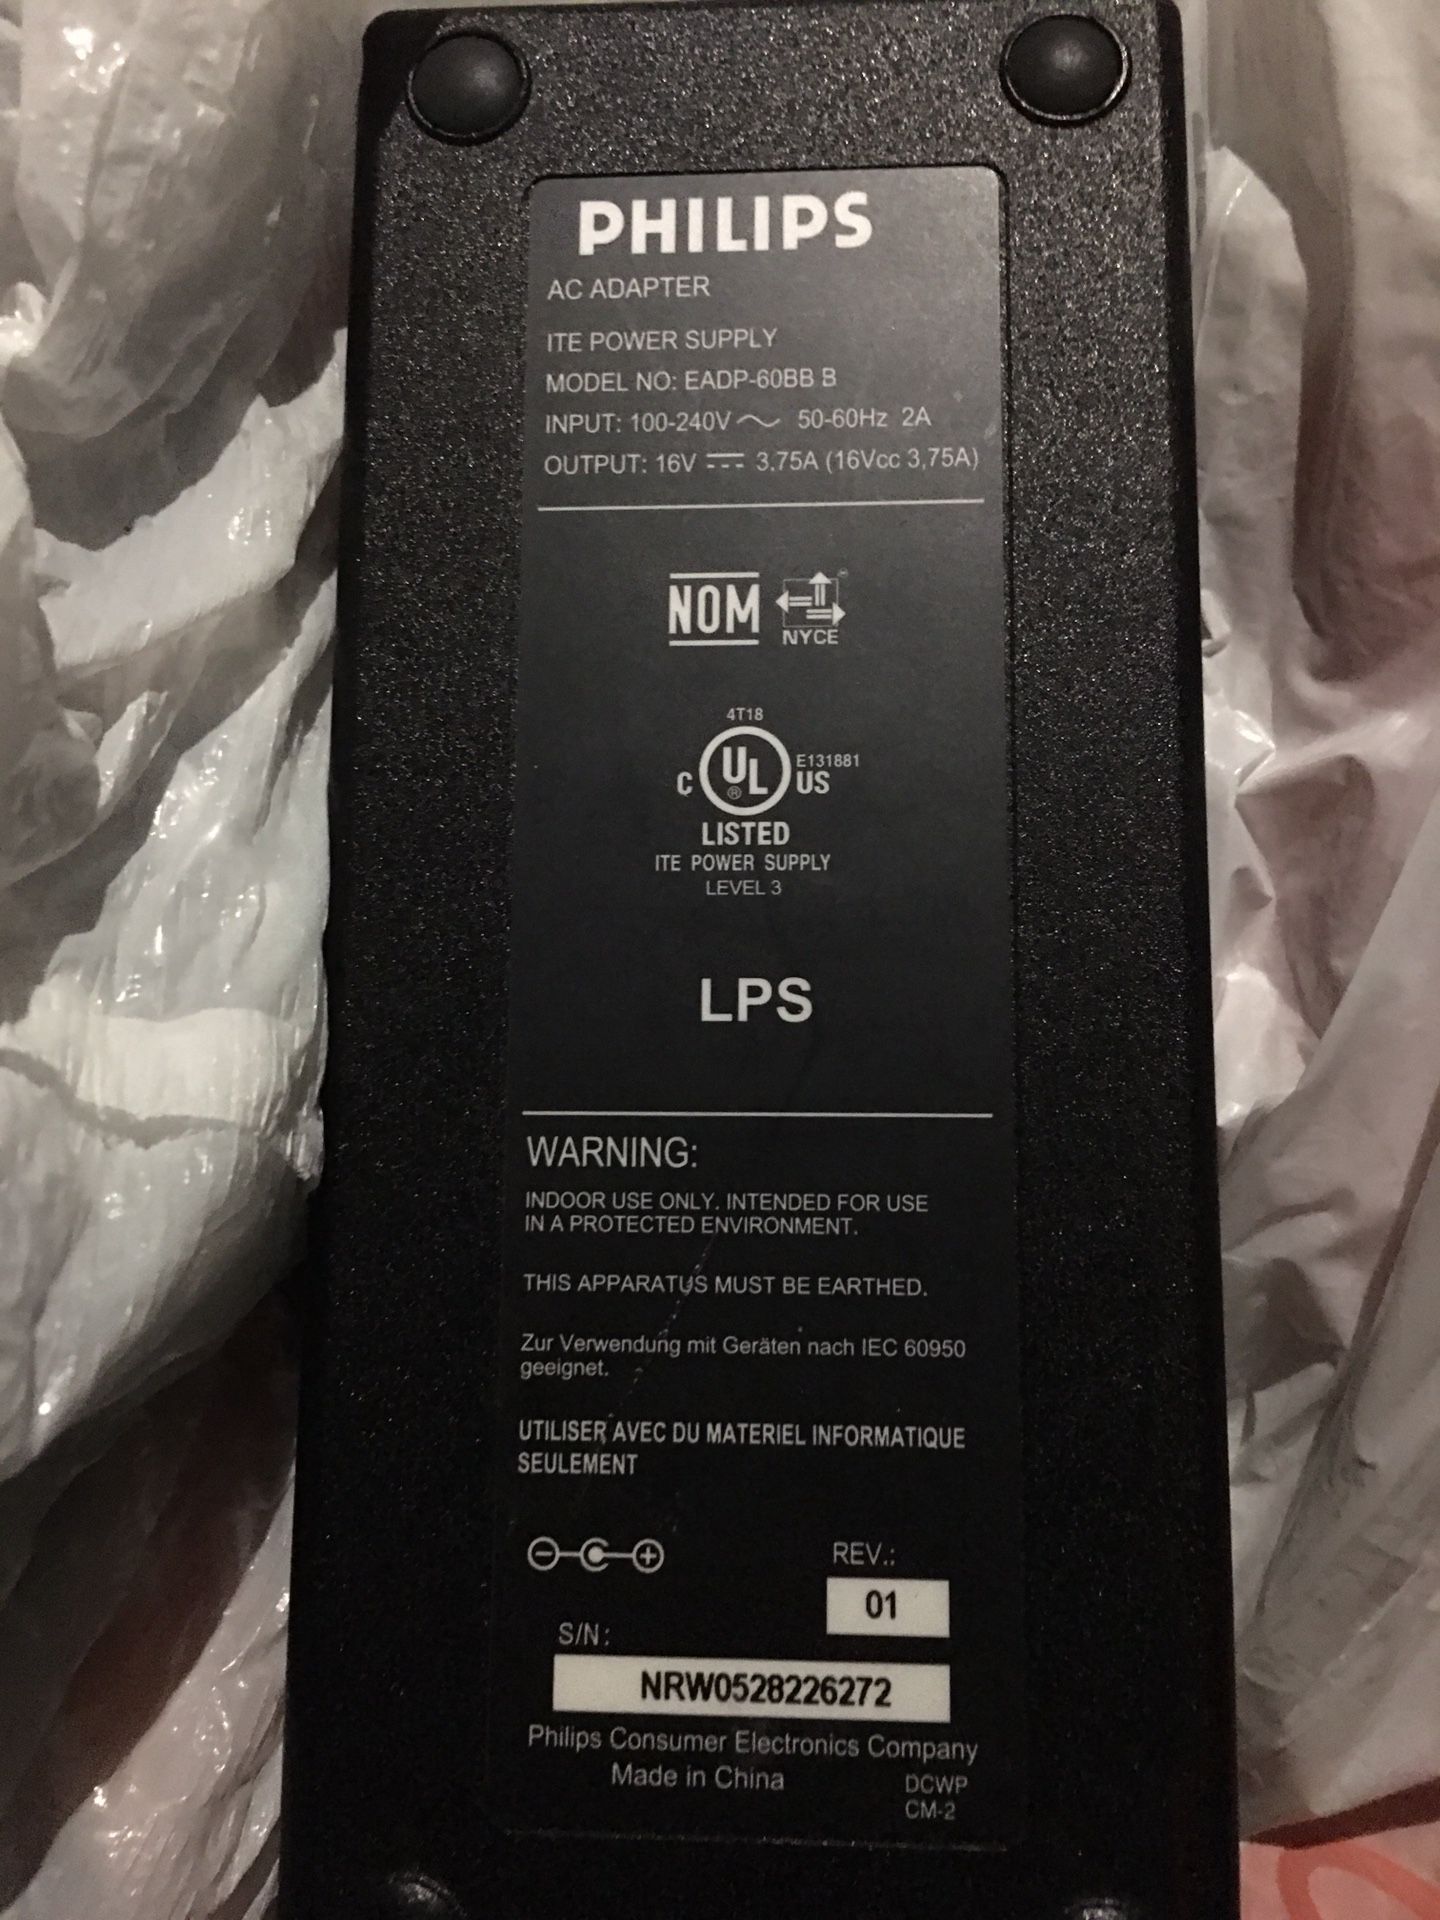 PHILIPS
AC ADAPTER
ITE POWER SUPPLY
MODEL NO: EADP-60BB B
INPUT: 100-240V ~ 50-60Hz 2A
OUTPUT: 16V ⎓ 3.75A (16Vcc 3,75A)
NOM
NYCE
4T18
C UL ® US E131881
LISTED
ITE POWER SUPPLY
LEVEL 3
LPS
WARNING:
INDOOR USE ONLY. INTENDED FOR USE
IN A PROTECTED ENVIRONMENT.
THIS APPARATUS MUST BE EARTHED.
Zur Verwendung mit Geräten nach IEC 60950
geeignet.
UTILISER AVEC DU MATERIEL INFORMATIQUE
SEULEMENT
REV.:
01
S/N:
NRW0528226272
Philips Consumer Electronics Company
Made in China
DCWP
CM-2